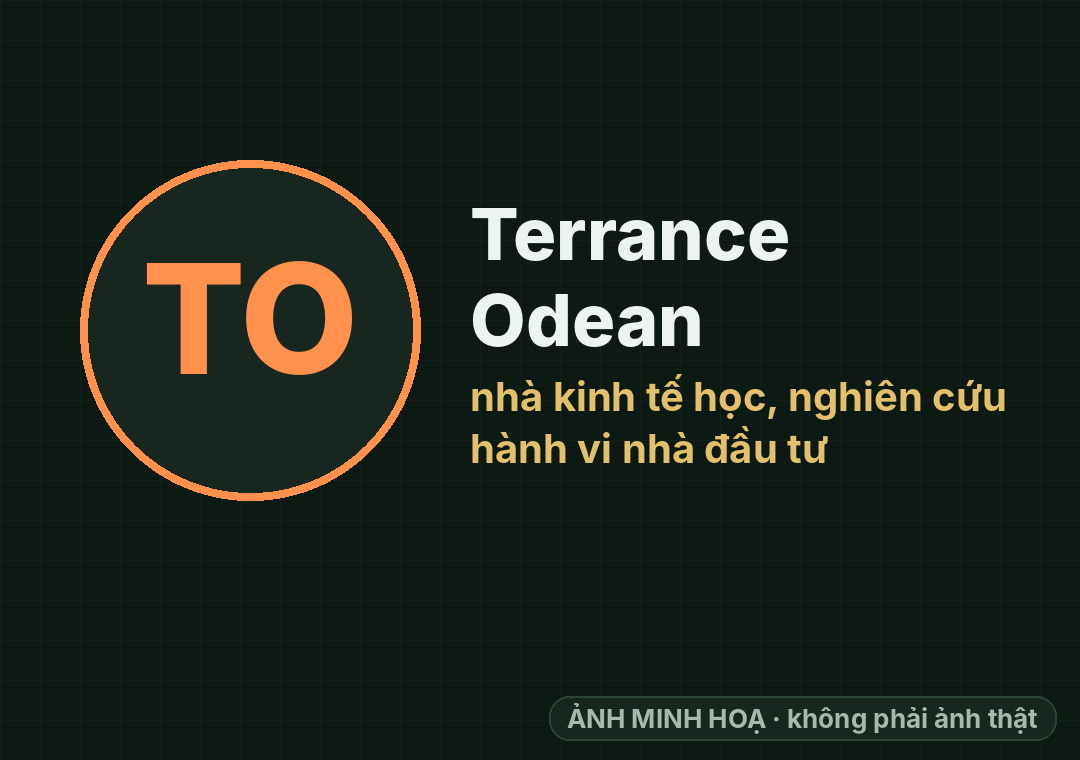 TO
Terrance
Odean
nhà kinh tế học, nghiên cứu
hành vi nhà đầu tư
ẢNH MINH HOẠ · không phải ảnh thật